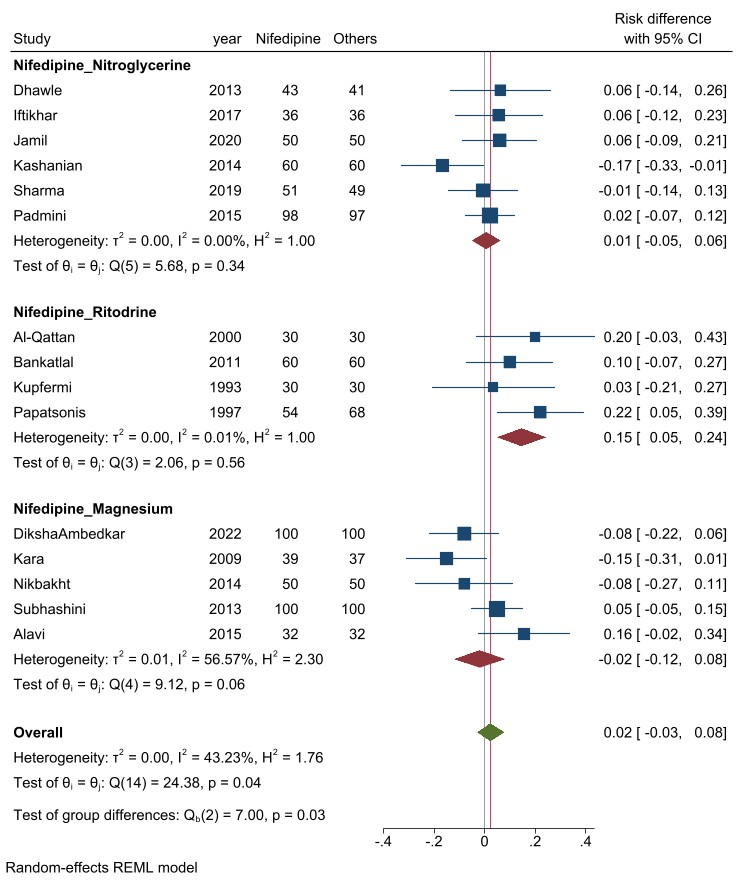 Risk difference
Study year Nifedipine Others with 95% CI
Nifedipine_Nitroglycerine
Dhawle 2013 43 41 0.06 [ -0.14, 0.26]
Iftikhar 2017 36 36 0.06 [ -0.12, 0.23]
Jamil 2020 50 50 0.06 [ -0.09, 0.21]
Kashanian 2014 60 60 -0.17 [ -0.33, -0.01]
Sharma 2019 51 49 -0.01 [ -0.14, 0.13]
Padmini 2015 98 97 0.02 [ -0.07, 0.12]
Heterogeneity: τ² = 0.00, I² = 0.00%, H² = 1.00 0.01 [ -0.05, 0.06]
Test of θᵢ = θⱼ: Q(5) = 5.68, p = 0.34
Nifedipine_Ritodrine
Al-Qattan 2000 30 30 0.20 [ -0.03, 0.43]
Bankatlal 2011 60 60 0.10 [ -0.07, 0.27]
Kupfermi 1993 30 30 0.03 [ -0.21, 0.27]
Papatsonis 1997 54 68 0.22 [ 0.05, 0.39]
Heterogeneity: τ² = 0.00, I² = 0.01%, H² = 1.00 0.15 [ 0.05, 0.24]
Test of θᵢ = θⱼ: Q(3) = 2.06, p = 0.56
Nifedipine_Magnesium
DikshaAmbedkar 2022 100 100 -0.08 [ -0.22, 0.06]
Kara 2009 39 37 -0.15 [ -0.31, 0.01]
Nikbakht 2014 50 50 -0.08 [ -0.27, 0.11]
Subhashini 2013 100 100 0.05 [ -0.05, 0.15]
Alavi 2015 32 32 0.16 [ -0.02, 0.34]
Heterogeneity: τ² = 0.01, I² = 56.57%, H² = 2.30 -0.02 [ -0.12, 0.08]
Test of θᵢ = θⱼ: Q(4) = 9.12, p = 0.06
Overall 0.02 [ -0.03, 0.08]
Heterogeneity: τ² = 0.00, I² = 43.23%, H² = 1.76
Test of θᵢ = θⱼ: Q(14) = 24.38, p = 0.04
Test of group differences: Q_b(2) = 7.00, p = 0.03
-.4 -.2 0 .2 .4
Random-effects REML model